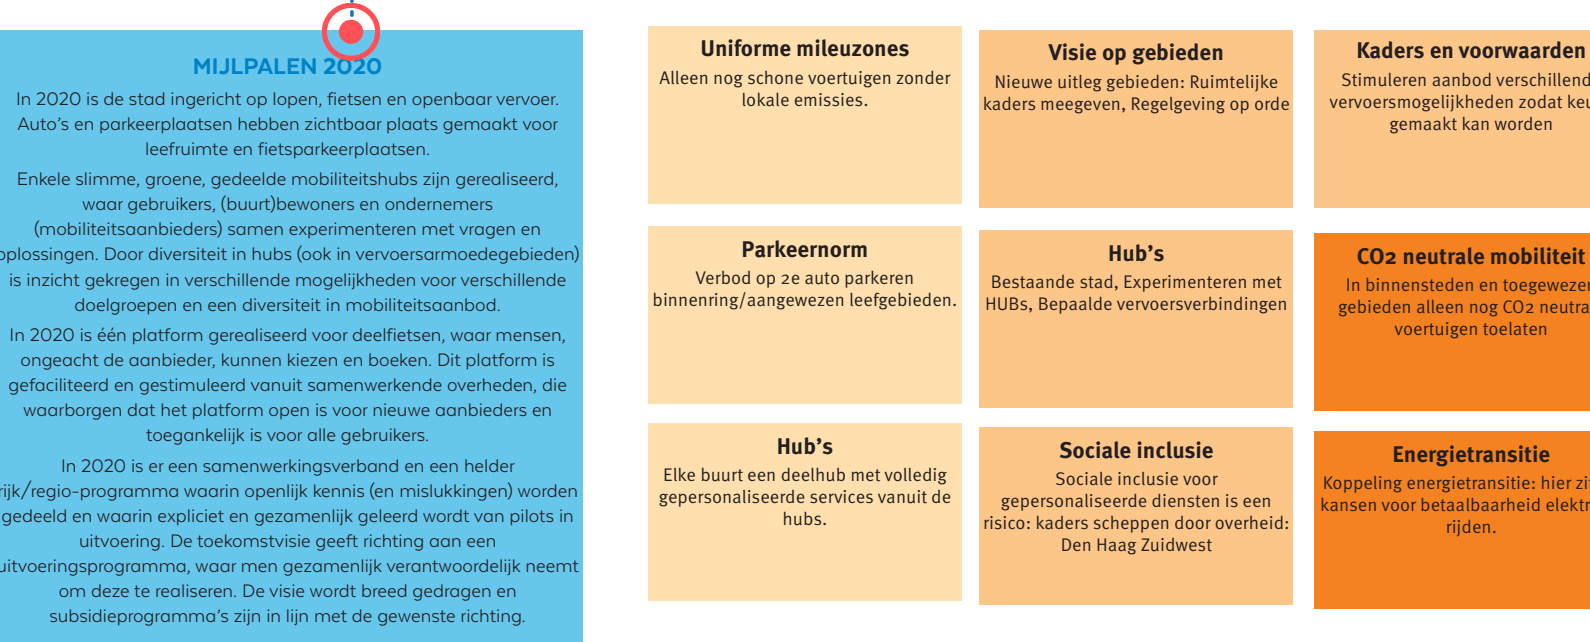 MIJLPALEN 2020
In 2020 is de stad ingericht op lopen, fietsen en openbaar vervoer.
Auto's en parkeerplaatsen hebben zichtbaar plaats gemaakt voor
leefruimte en fietsparkeerplaatsen.
Enkele slimme, groene, gedeelde mobiliteitshubs zijn gerealiseerd,
waar gebruikers, (buurt)bewoners en ondernemers
(mobiliteitsaanbieders) samen experimenteren met vragen en
oplossingen. Door diversiteit in hubs (ook in vervoersarmoedegebieden)
is inzicht gekregen in verschillende mogelijkheden voor verschillende
doelgroepen en een diversiteit in mobiliteitsaanbod.
In 2020 is één platform gerealiseerd voor deelfietsen, waar mensen,
ongeacht de aanbieder, kunnen kiezen en boeken. Dit platform is
gefaciliteerd en gestimuleerd vanuit samenwerkende overheden, die
waarborgen dat het platform open is voor nieuwe aanbieders en
toegankelijk is voor alle gebruikers.
In 2020 is er een samenwerkingsverband en een helder
rijk/regio-programma waarin openlijk kennis (en mislukkingen) worden
gedeeld en waarin expliciet en gezamenlijk geleerd wordt van pilots in
uitvoering. De toekomstvisie geeft richting aan een
uitvoeringsprogramma, waar men gezamenlijk verantwoordelijk neemt
om deze te realiseren. De visie wordt breed gedragen en
subsidieprogramma's zijn in lijn met de gewenste richting.
Uniforme mileuzones
Alleen nog schone voertuigen zonder
lokale emissies.
Visie op gebieden
Nieuwe uitleg gebieden: Ruimtelijke
kaders meegeven, Regelgeving op orde
Kaders en voorwaarden
Stimuleren aanbod verschillend
vervoersmogelijkheden zodat keu
gemaakt kan worden
Parkeernorm
Verbod op 2e auto parkeren
binnenring/aangewezen leefgebieden.
Hub's
Bestaande stad, Experimenteren met
HUBs, Bepaalde vervoersverbindingen
CO2 neutrale mobiliteit
In binnensteden en toegewezen
gebieden alleen nog CO2 neutra
voertuigen toelaten
Hub's
Elke buurt een deelhub met volledig
gepersonaliseerde services vanuit de
hubs.
Sociale inclusie
Sociale inclusie voor
gepersonaliseerde diensten is een
risico: kaders scheppen door overheid:
Den Haag Zuidwest
Energietransitie
Koppeling energietransitie: hier zi
kansen voor betaalbaarheid elektr
rijden.